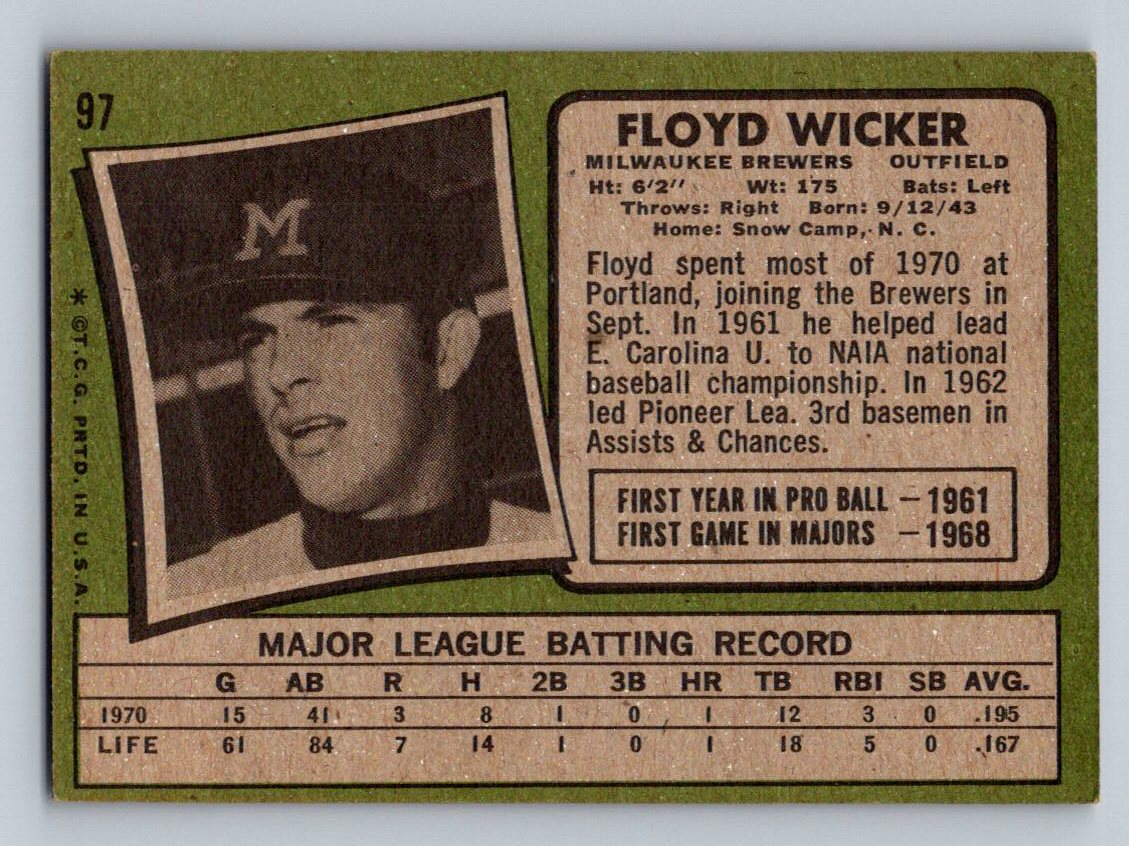 97
M
* ©T.C.G. PNTD. IN U.S.A.
FLOYD WICKER
MILWAUKEE BREWERS OUTFIELD
Ht: 6'2" Wt: 175 Bats: Left
Throws: Right Born: 9/12/43
Home: Snow Camp, N. C.
Floyd spent most of 1970 at
Portland, joining the Brewers in
Sept. In 1961 he helped lead
E. Carolina U. to NAIA national
baseball championship. In 1962
led Pioneer Lea. 3rd basemen in
Assists & Chances.
FIRST YEAR IN PRO BALL — 1961
FIRST GAME IN MAJORS — 1968
MAJOR LEAGUE BATTING RECORD
G AB R H 2B 3B HR TB RBI SB AVG.
1970 15 41 3 8 1 0 1 12 3 0 .195
LIFE 61 84 7 14 1 0 1 18 5 0 .167